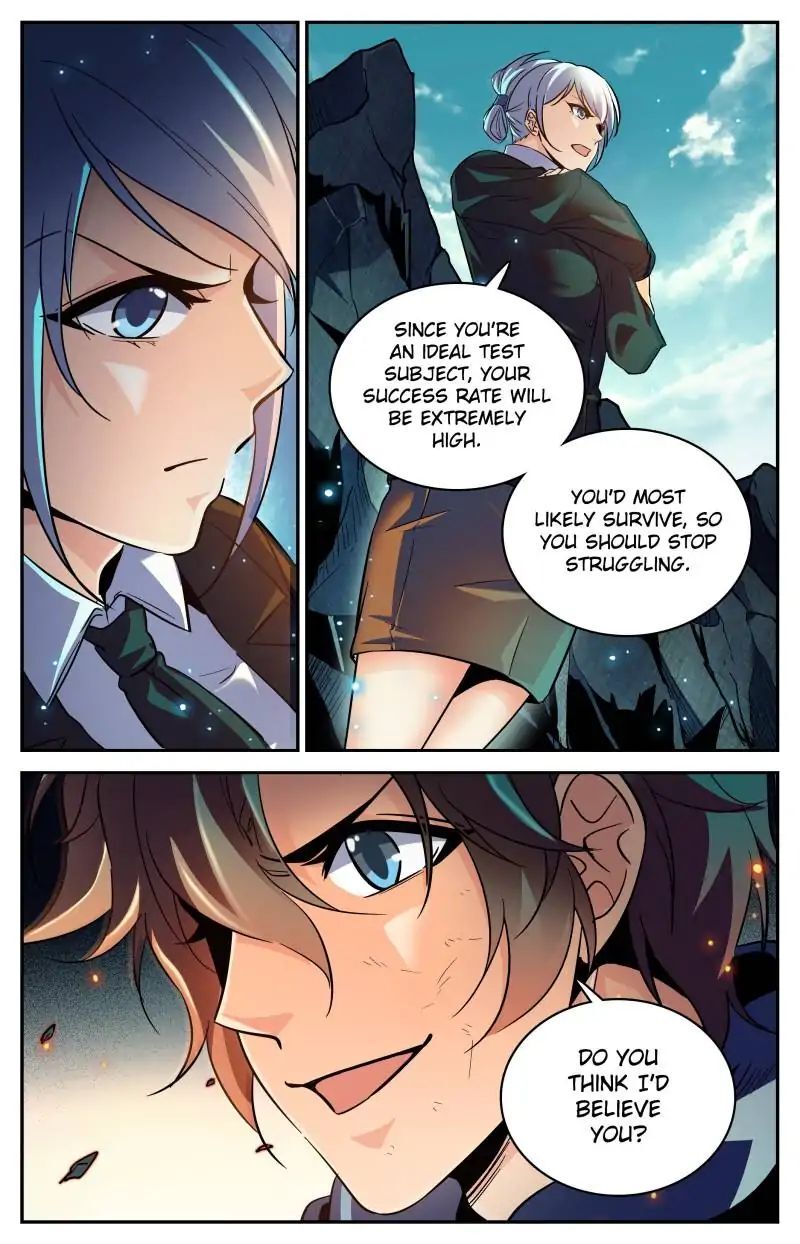 SINCE YOU'RE
AN IDEAL TEST
SUBJECT, YOUR
SUCCESS RATE WILL
BE EXTREMELY
HIGH.
YOU'D MOST
LIKELY SURVIVE, SO
YOU SHOULD STOP
STRUGGLING.
DO YOU
THINK I'D
BELIEVE
YOU?